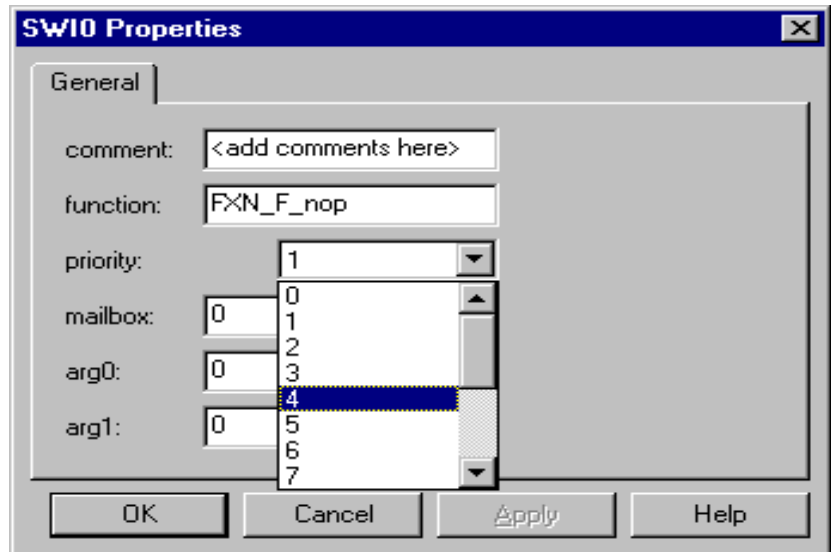 SWI0 Properties
General
comment: <add comments here>
function: FXN_F_nop
priority: 1
0
mailbox: 0
1
2
arg0: 0
3
4
arg1: 0
5
6
7
OK Cancel Apply Help